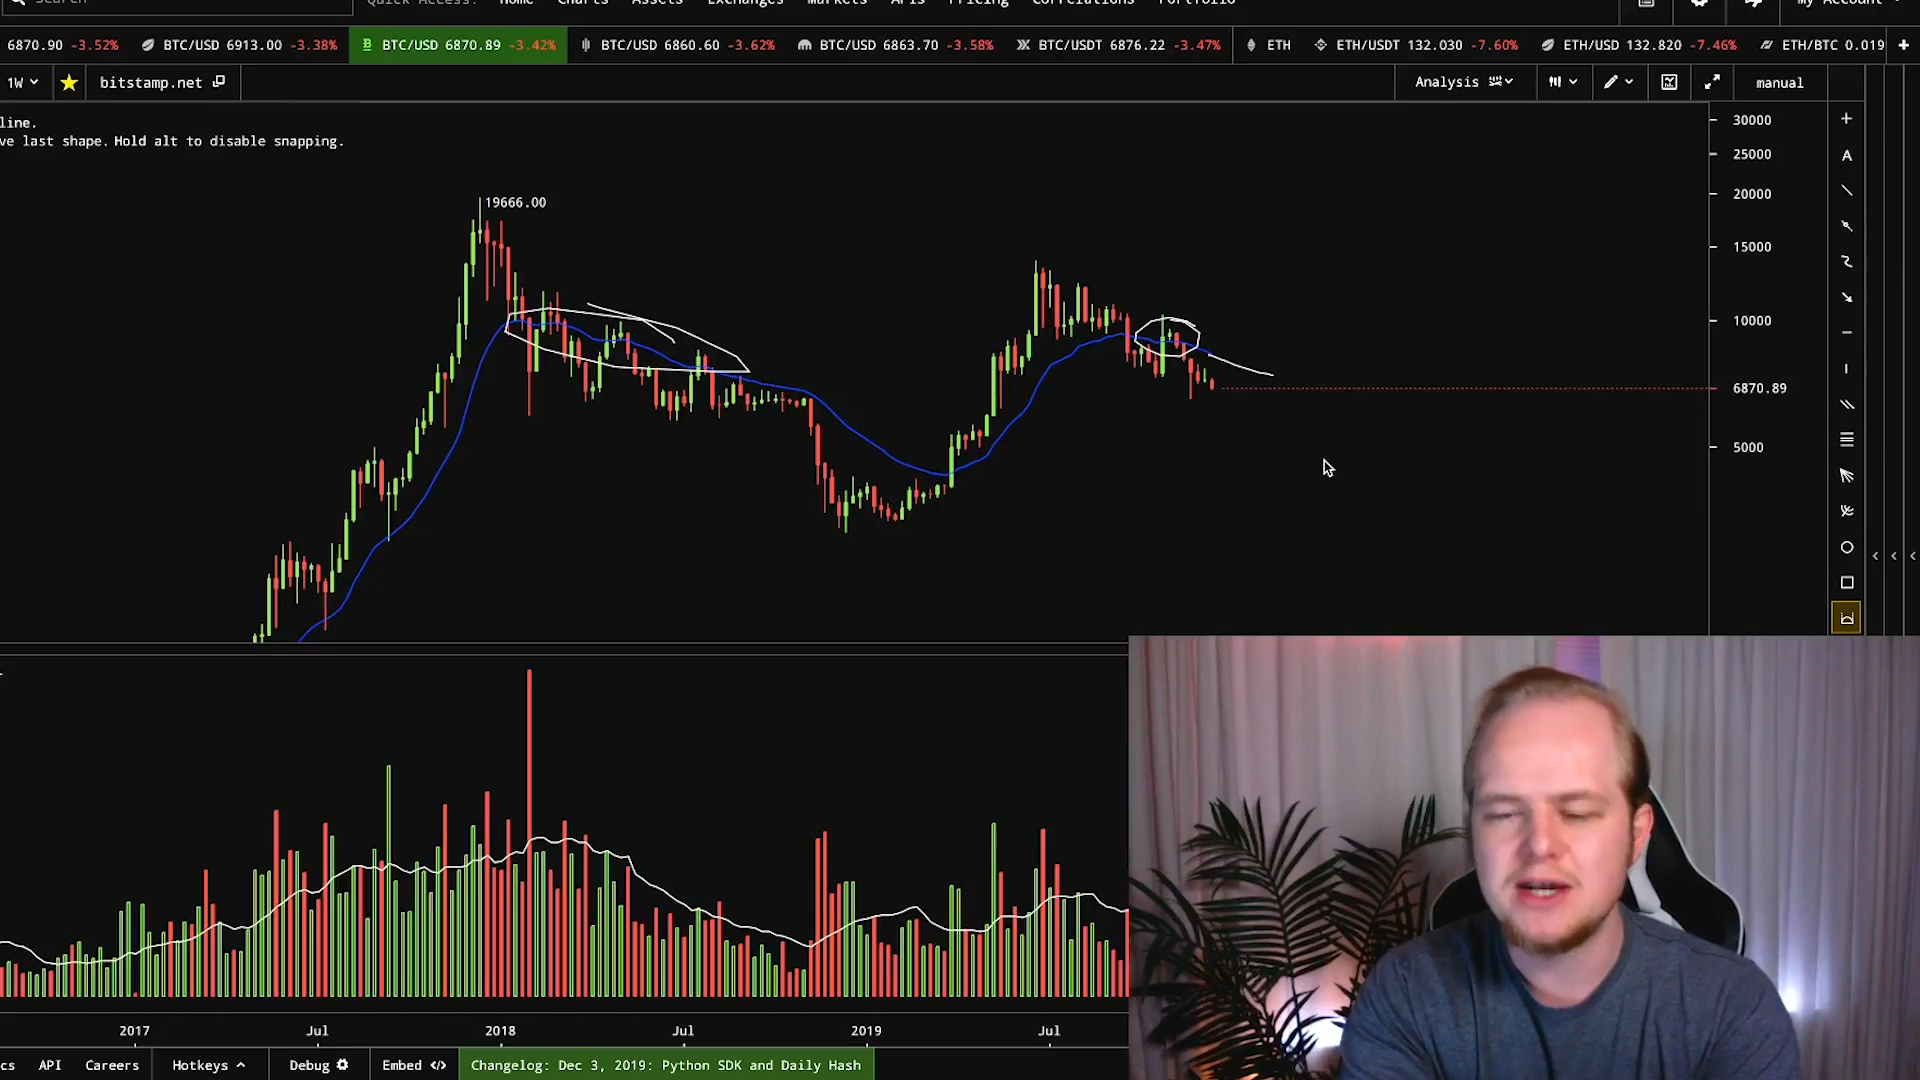 Search Quick Access: Home Charts Assets Exchanges Markets APIs Pricing Correlations Portfolio My Account
6870.90 -3.52% BTC/USD 6913.00 -3.38% BTC/USD 6870.89 -3.42% BTC/USD 6860.60 -3.62% BTC/USD 6863.70 -3.58% BTC/USDT 6876.22 -3.47% ETH ETH/USDT 132.030 -7.60% ETH/USD 132.820 -7.46% ETH/BTC 0.019
1W bitstamp.net Analysis manual
line.
ve last shape. Hold alt to disable snapping.
30000
25000
20000
19666.00
15000
10000
6870.89
5000
A
2017 Jul 2018 Jul 2019 Jul
cs API Careers Hotkeys Debug Embed </> Changelog: Dec 3, 2019: Python SDK and Daily Hash